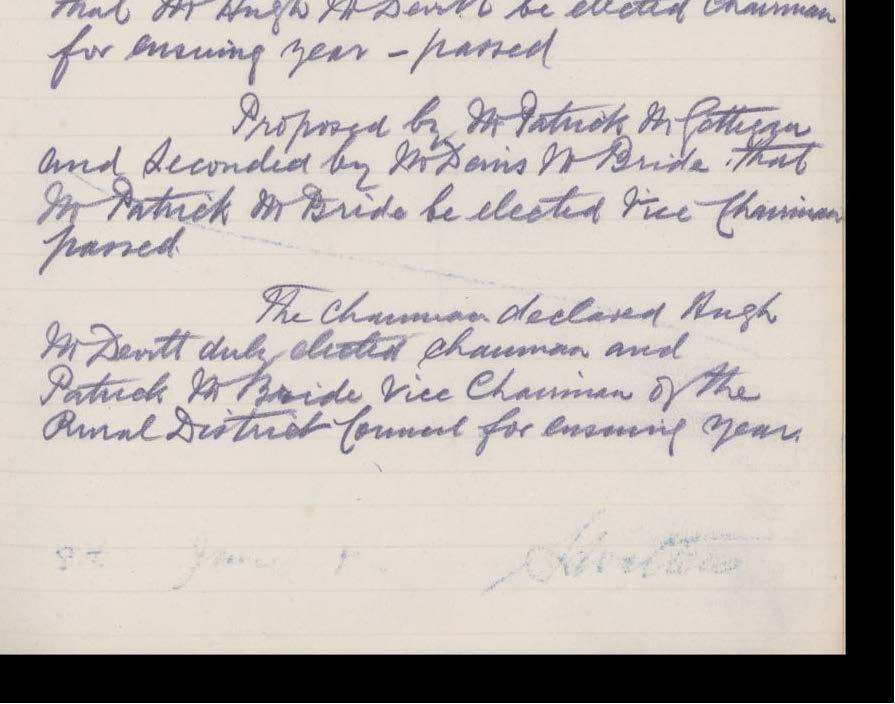 that Mr Hugh McDevitt be elected Chairman
for ensuing year - passed
Proposed by Mr Patrick McGettigan
and Seconded by Mr Denis McBride that
Mr Patrick McBride be elected Vice Chairman
passed
The Chairman declared Hugh
McDevitt duly elected chairman and
Patrick McBride Vice Chairman of the
Rural District Council for ensuing year.